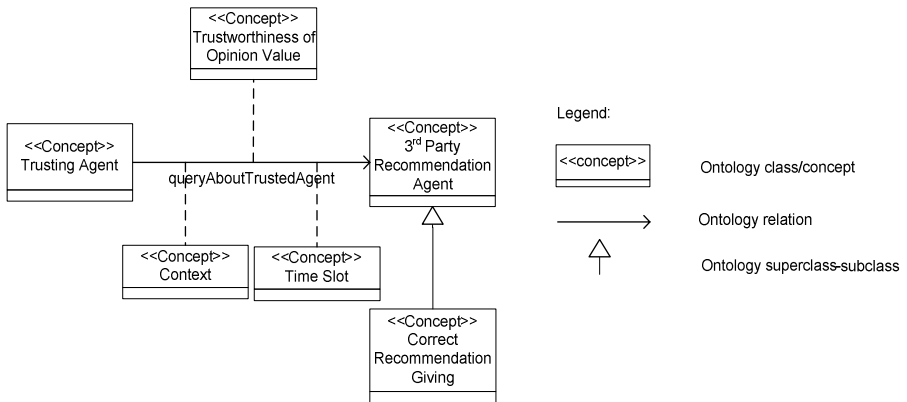 <<Concept>>
Trustworthiness of
Opinion Value
<<Concept>>
Trusting Agent
queryAboutTrustedAgent
<<Concept>>
3rd Party
Recommendation
Agent
<<Concept>>
Context
<<Concept>>
Time Slot
<<Concept>>
Correct
Recommendation
Giving
Legend:
<<concept>>
Ontology class/concept
Ontology relation
Ontology superclass-subclass